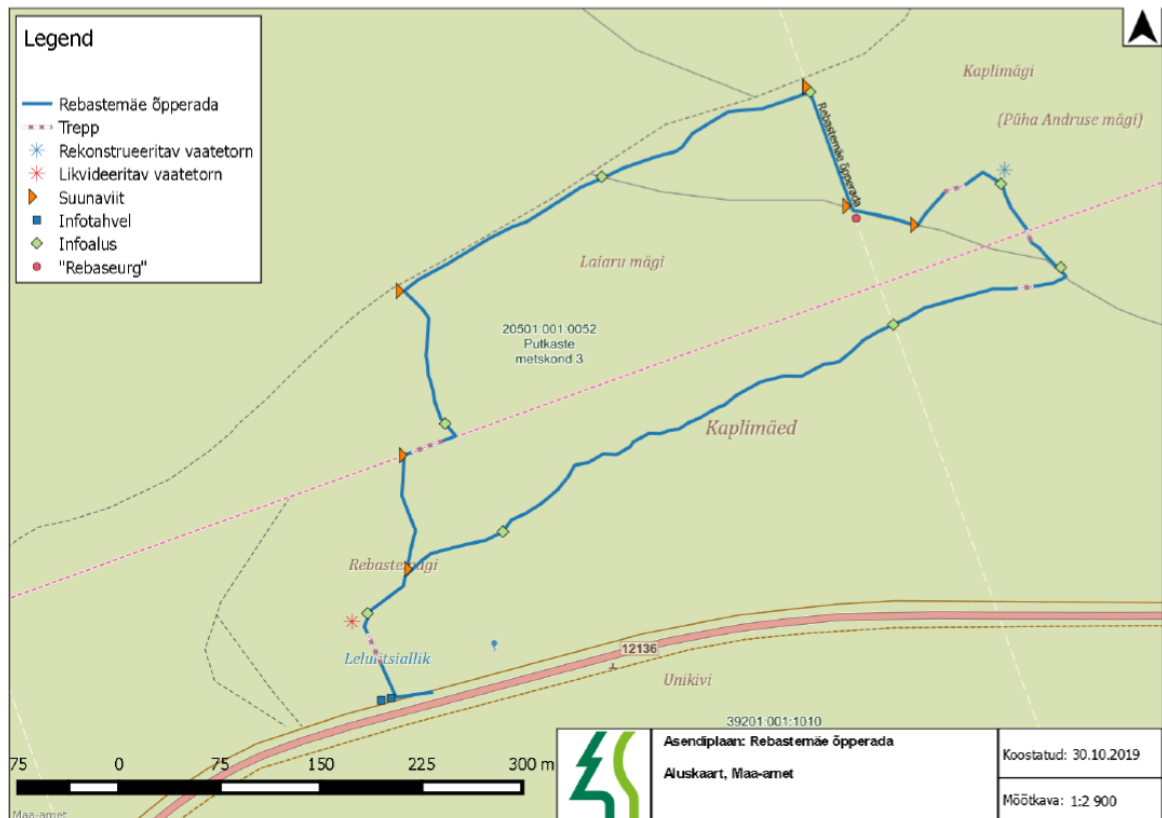 Legend
Rebastemäe õpperada
Trepp
Rekonstrueeritav vaatetorn
Likvideeritav vaatetorn
Suunaviit
Infotahvel
Infoalus
"Rebaseurg"
Kaplimägi
(Püha Andruse mägi)
Rebastemäe õpperada
Laiaru mägi
20501:001:0052
Putkaste
metskond 3
Kaplimäed
Rebastemägi
Lelulitsiallik
12136
Unikivi
39201:001:1010
75 0 75 150 225 300 m
Maa-amet
Asendiplaan: Rebastemäe õpperada
Aluskaart, Maa-amet
Koostatud: 30.10.2019
Mõõtkava: 1:2 900